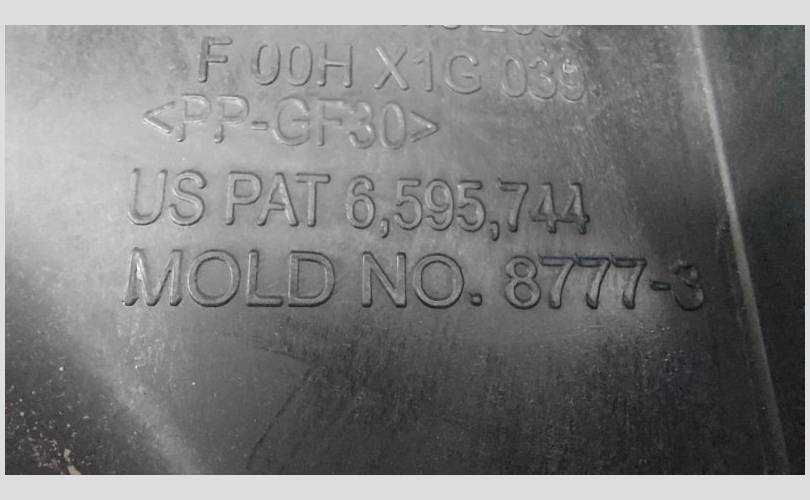 F 00H X1G 039
<PP-GF30>
US PAT 6,595,744
MOLD NO. 8777-3